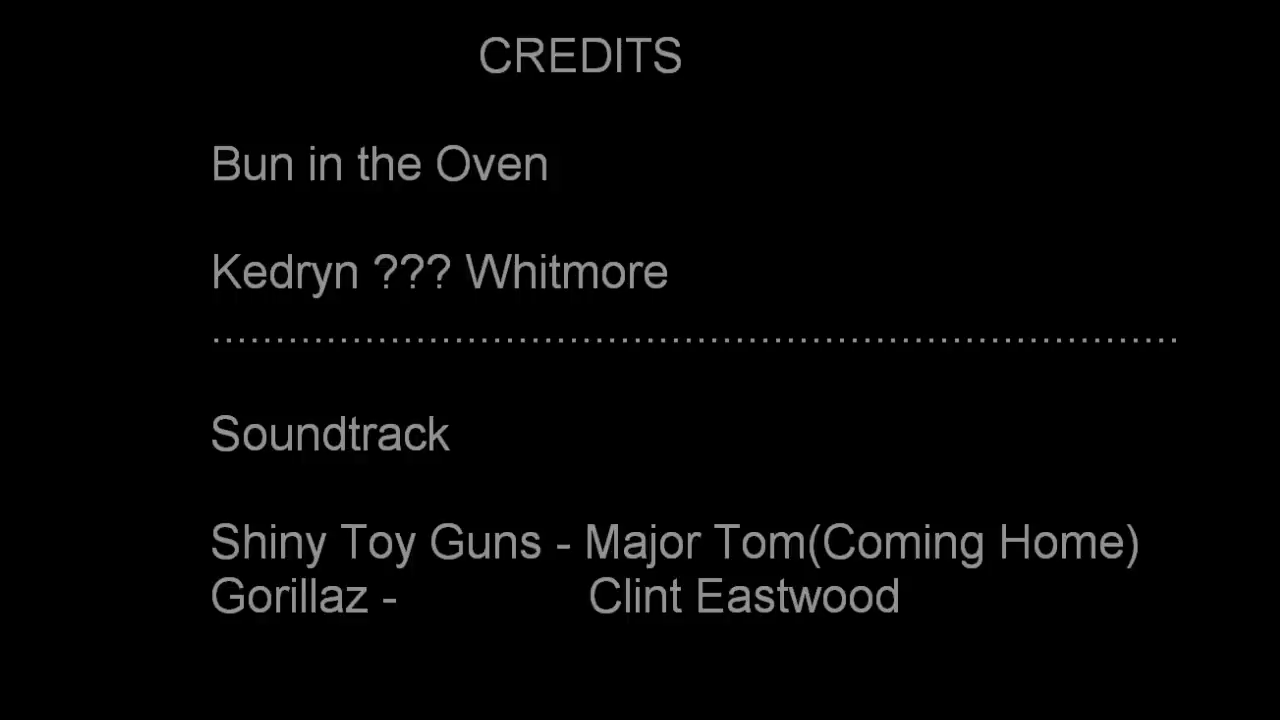 CREDITS
Bun in the Oven
Kedryn ??? Whitmore
........................................................................................
Soundtrack
Shiny Toy Guns - Major Tom(Coming Home)
Gorillaz - Clint Eastwood